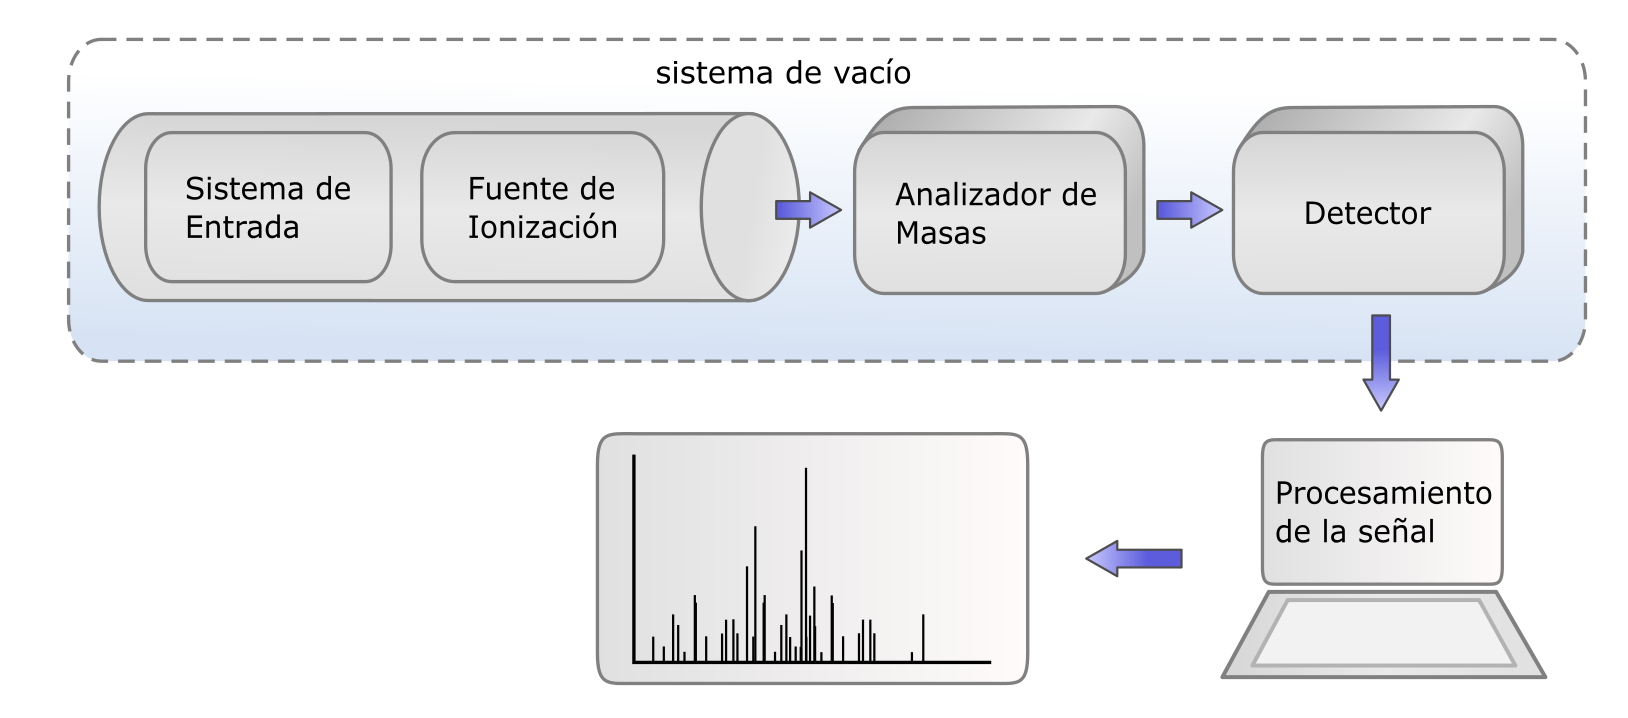 sistema de vacío
Sistema de
Entrada
Fuente de
Ionización
Analizador de
Masas
Detector
Procesamiento
de la señal